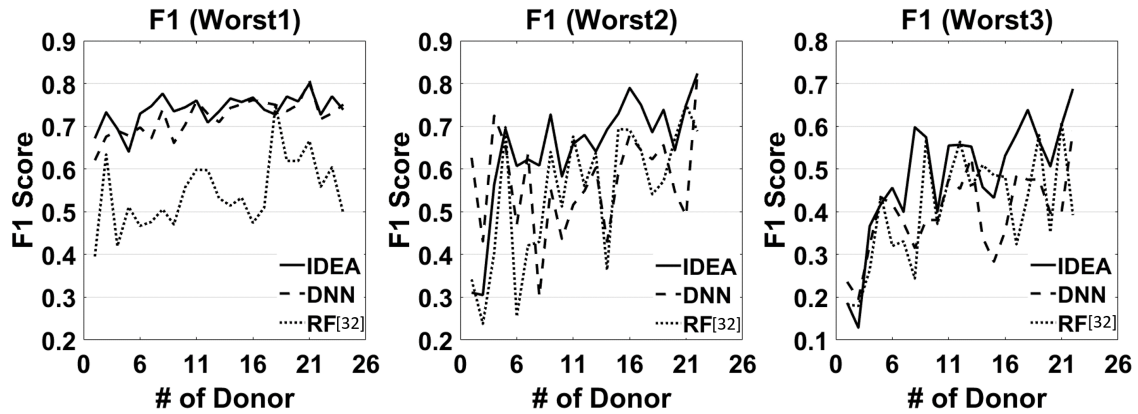 F1 (Worst1)
F1 Score
0.9
0.8
0.7
0.6
0.5
0.4
0.3
0.2
0 6 11 16 21 26
# of Donor
IDEA
DNN
RF[32]
F1 (Worst2)
F1 Score
0.9
0.8
0.7
0.6
0.5
0.4
0.3
0.2
0 6 11 16 21 26
# of Donor
IDEA
DNN
RF[32]
F1 (Worst3)
F1 Score
0.8
0.7
0.6
0.5
0.4
0.3
0.2
0.1
0 6 11 16 21 26
# of Donor
IDEA
DNN
RF[32]